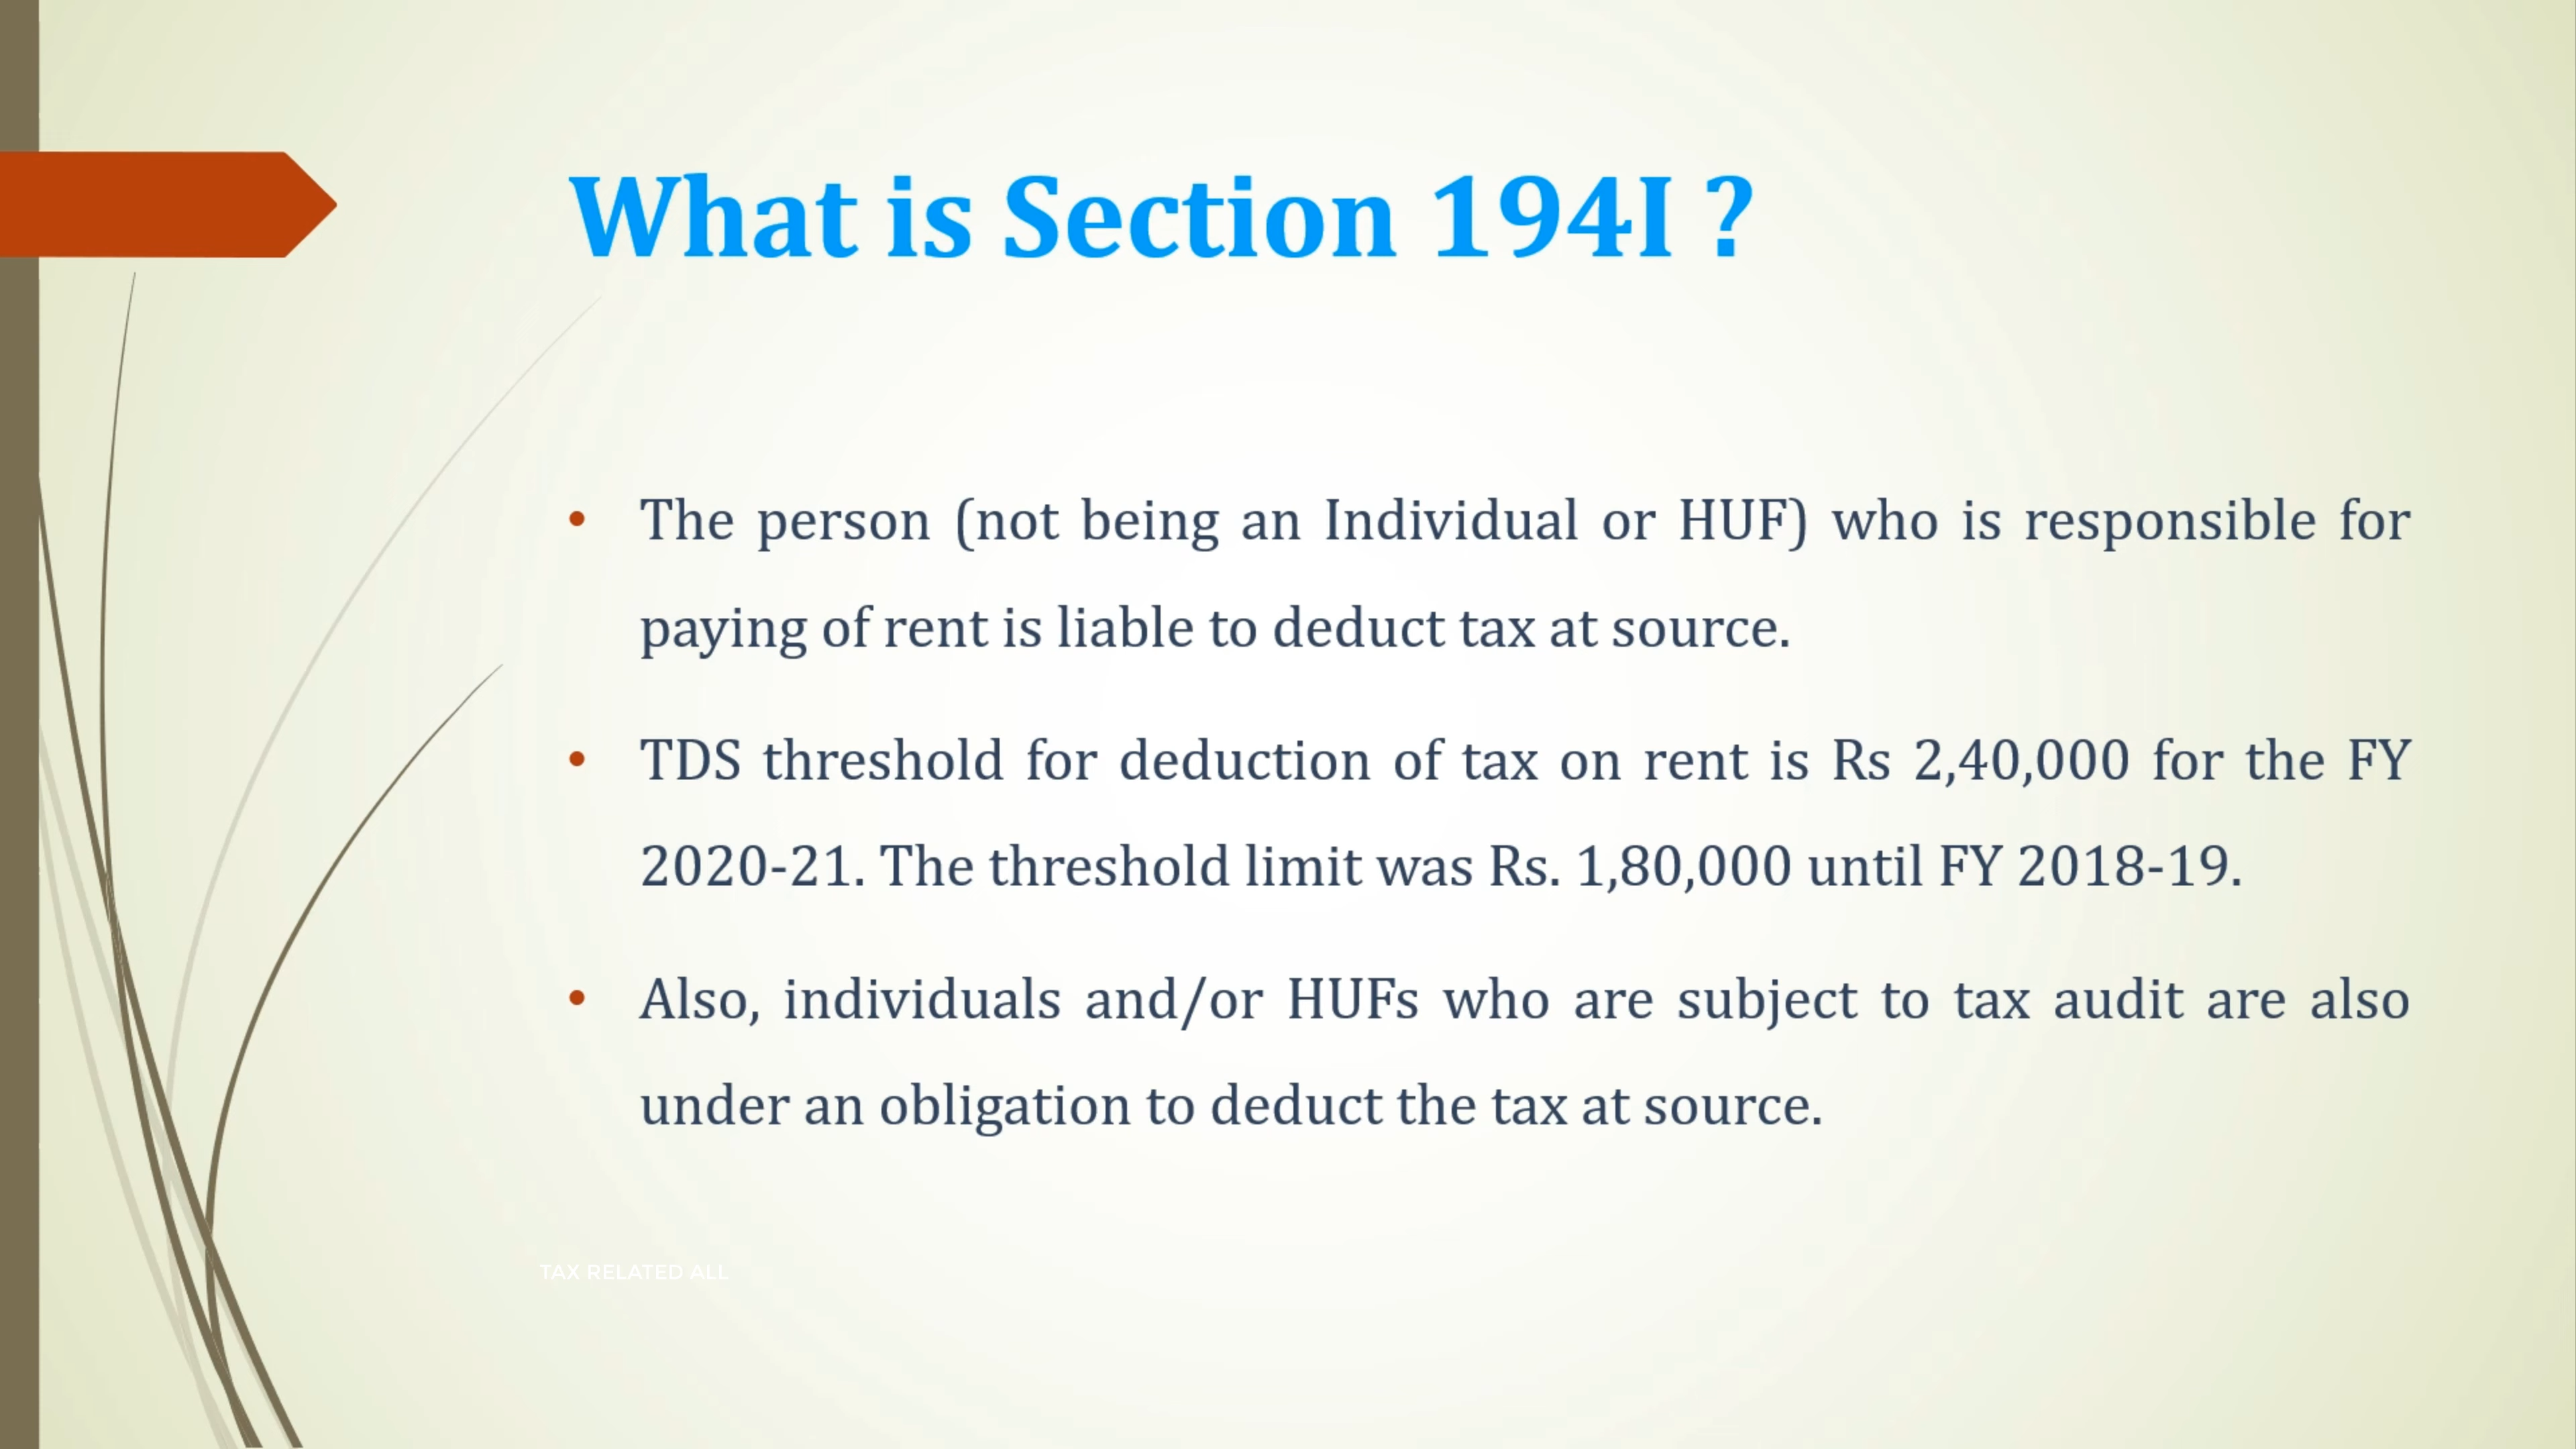 What is Section 194I ?
• The person (not being an Individual or HUF) who is responsible for
paying of rent is liable to deduct tax at source.
• TDS threshold for deduction of tax on rent is Rs 2,40,000 for the FY
2020-21. The threshold limit was Rs. 1,80,000 until FY 2018-19.
• Also, individuals and/or HUFs who are subject to tax audit are also
under an obligation to deduct the tax at source.
TAX RELATED ALL